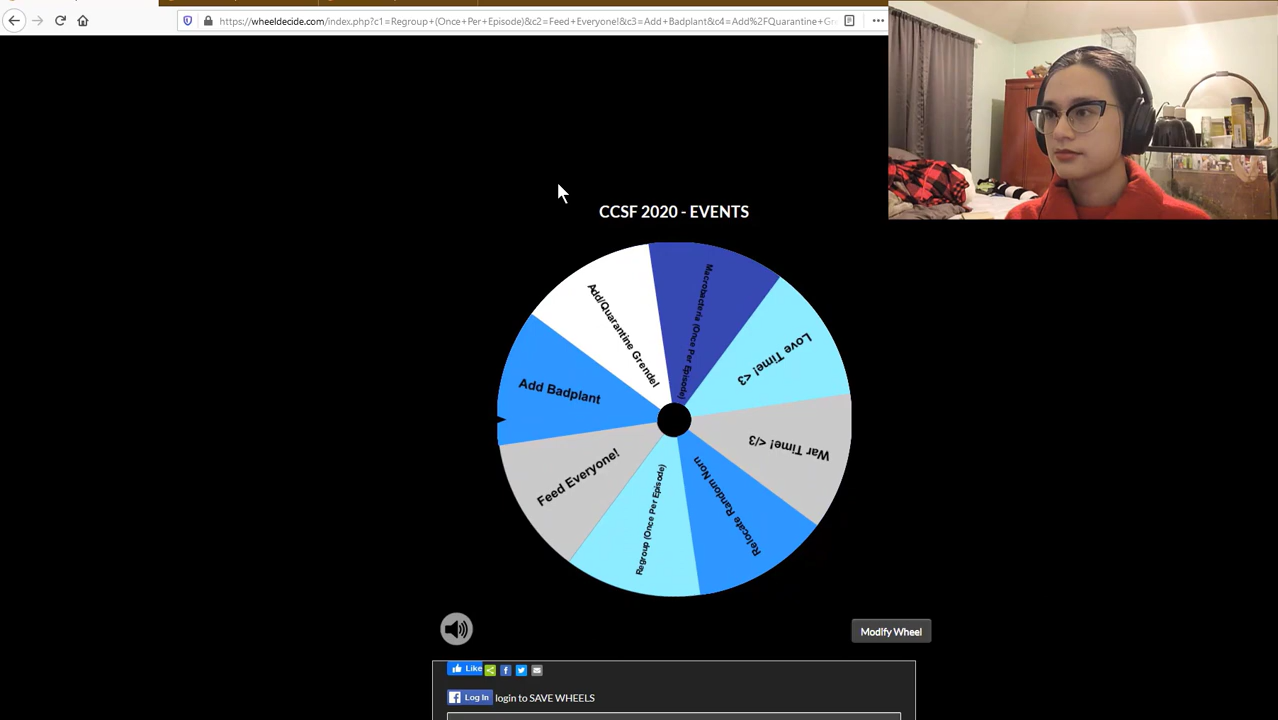 https://wheeldecide.com/index.php?c1=Regroup+(Once+Per+Episode)&c2=Feed+Everyone!&c3=Add+Badplant&c4=Add%2FQuarantine+Gr
CCSF 2020 - EVENTS
Macrobacteria (Once Per Episode)
Add/Quarantine Grendel
Love Time! <3
Add Badplant
War Time! </3
Feed Everyone!
Regroup (Once Per Episode)
Relocate Random Norn
Modify Wheel
Like
Log In login to SAVE WHEELS